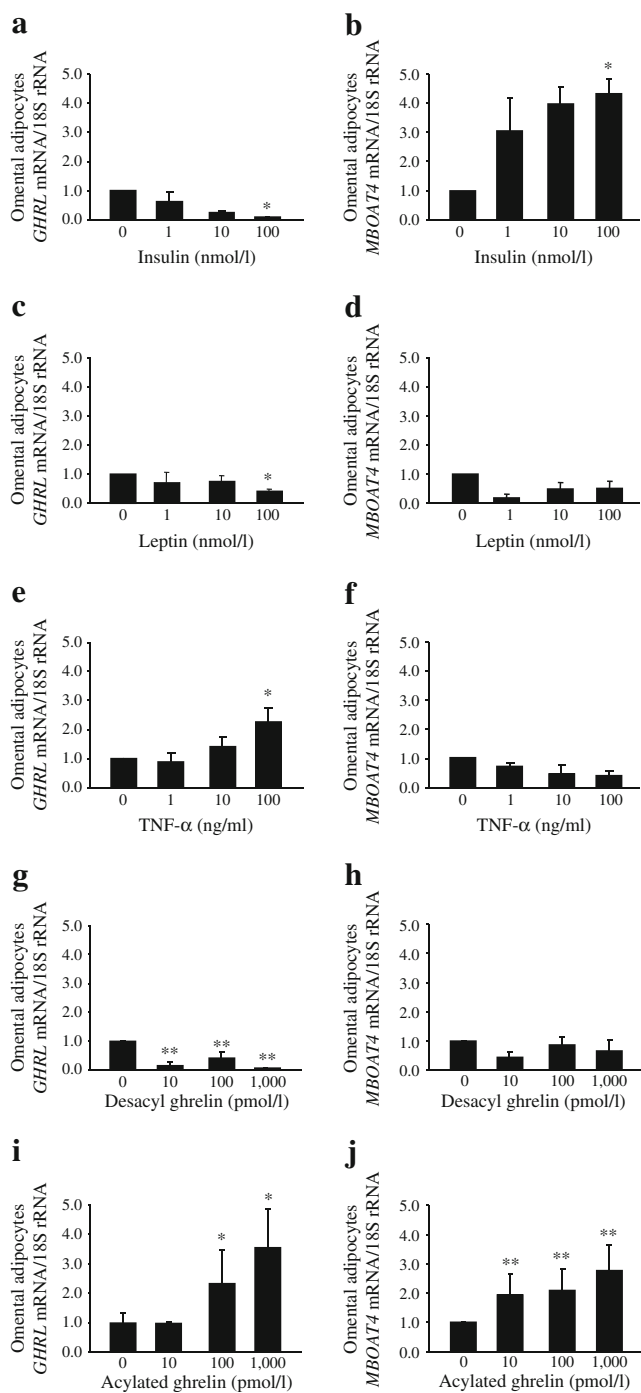 a
Omental adipocytes
GHRL mRNA/18S rRNA
5.0
4.0
3.0
2.0
1.0
0.0
*
0 1 10 100
Insulin (nmol/l)
b
Omental adipocytes
MBOAT4 mRNA/18S rRNA
5.0
4.0
3.0
2.0
1.0
0.0
*
0 1 10 100
Insulin (nmol/l)
c
Omental adipocytes
GHRL mRNA/18S rRNA
5.0
4.0
3.0
2.0
1.0
0.0
*
0 1 10 100
Leptin (nmol/l)
d
Omental adipocytes
MBOAT4 mRNA/18S rRNA
5.0
4.0
3.0
2.0
1.0
0.0
0 1 10 100
Leptin (nmol/l)
e
Omental adipocytes
GHRL mRNA/18S rRNA
5.0
4.0
3.0
2.0
1.0
0.0
*
0 1 10 100
TNF-α (ng/ml)
f
Omental adipocytes
MBOAT4 mRNA/18S rRNA
5.0
4.0
3.0
2.0
1.0
0.0
0 1 10 100
TNF-α (ng/ml)
g
Omental adipocytes
GHRL mRNA/18S rRNA
5.0
4.0
3.0
2.0
1.0
0.0
** ** **
0 10 100 1,000
Desacyl ghrelin (pmol/l)
h
Omental adipocytes
MBOAT4 mRNA/18S rRNA
5.0
4.0
3.0
2.0
1.0
0.0
0 10 100 1,000
Desacyl ghrelin (pmol/l)
i
Omental adipocytes
GHRL mRNA/18S rRNA
5.0
4.0
3.0
2.0
1.0
0.0
* *
0 10 100 1,000
Acylated ghrelin (pmol/l)
j
Omental adipocytes
MBOAT4 mRNA/18S rRNA
5.0
4.0
3.0
2.0
1.0
0.0
** ** **
0 10 100 1,000
Acylated ghrelin (pmol/l)